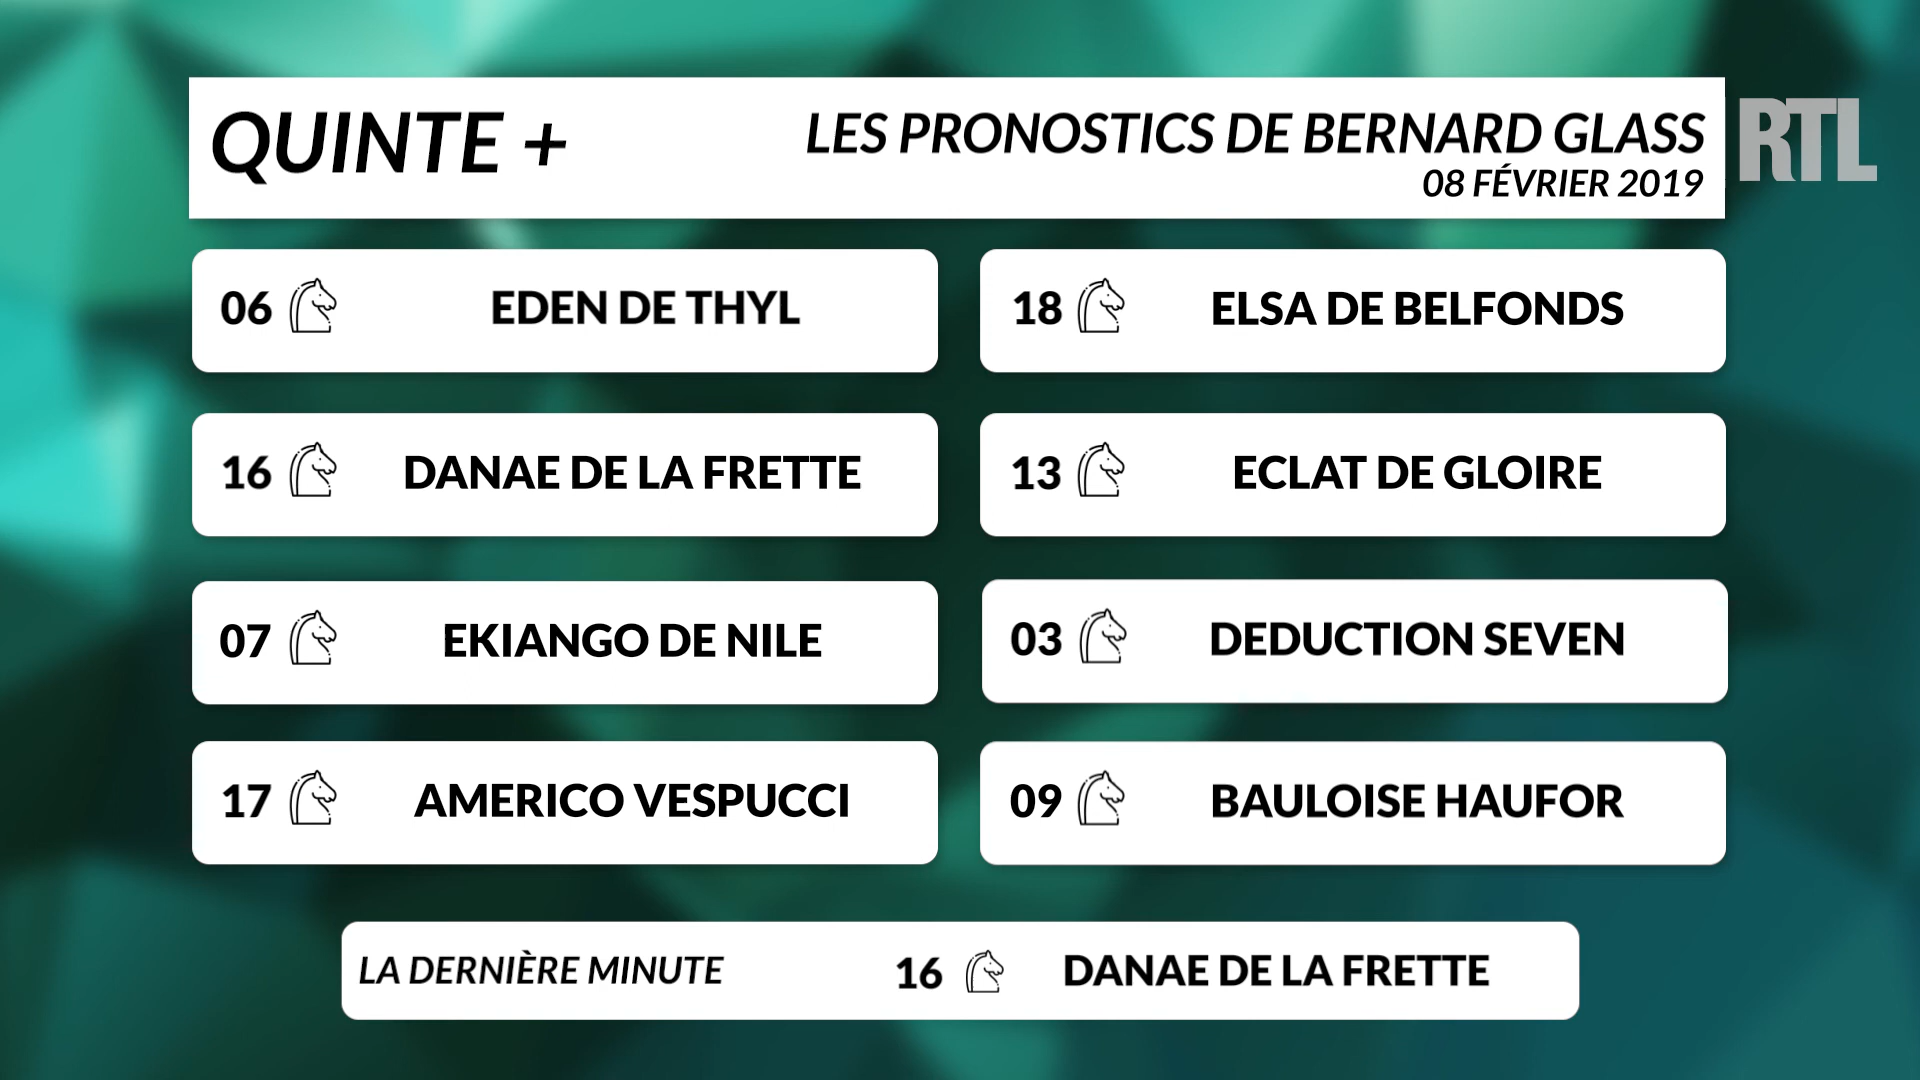 QUINTE +
LES PRONOSTICS DE BERNARD GLASS
08 FÉVRIER 2019
RTL
06 EDEN DE THYL
18 ELSA DE BELFONDS
16 DANAE DE LA FRETTE
13 ECLAT DE GLOIRE
07 EKIANGO DE NILE
03 DEDUCTION SEVEN
17 AMERICO VESPUCCI
09 BAULOISE HAUFOR
LA DERNIÈRE MINUTE 16 DANAE DE LA FRETTE